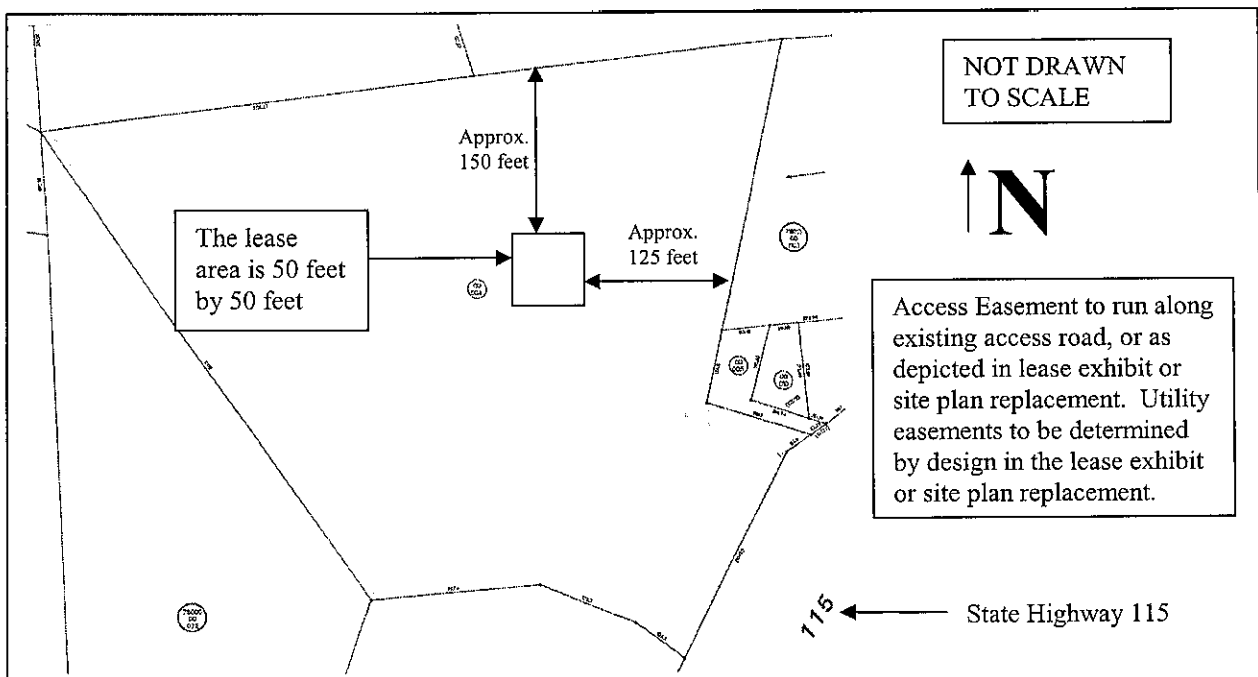 NOT DRAWN
TO SCALE
Approx.
150 feet
N
The lease
area is 50 feet
by 50 feet
Approx.
125 feet
Access Easement to run along
existing access road, or as
depicted in lease exhibit or
site plan replacement. Utility
easements to be determined
by design in the lease exhibit
or site plan replacement.
115
State Highway 115